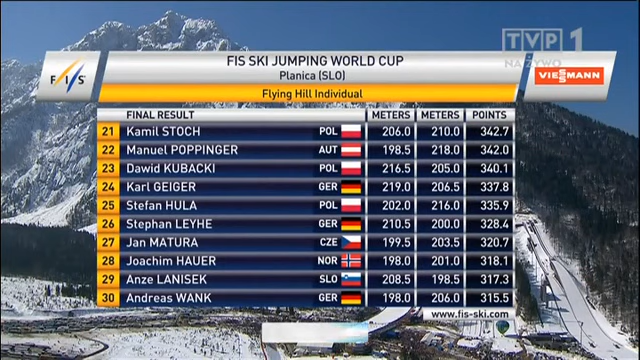 TVP1
NA ŻYWO
FIS
FIS SKI JUMPING WORLD CUP
Planica (SLO)
VIESSMANN
Flying Hill Individual
FINAL RESULT METERS METERS POINTS
21 Kamil STOCH POL 206.0 210.0 342.7
22 Manuel POPPINGER AUT 198.5 218.0 342.0
23 Dawid KUBACKI POL 216.5 205.0 340.1
24 Karl GEIGER GER 219.0 206.5 337.8
25 Stefan HULA POL 202.0 216.0 335.9
26 Stephan LEYHE GER 210.5 200.0 328.4
27 Jan MATURA CZE 199.5 203.5 320.7
28 Joachim HAUER NOR 198.0 201.0 318.1
29 Anze LANISEK SLO 208.5 198.5 317.3
30 Andreas WANK GER 198.0 206.0 315.5
www.fis-ski.com